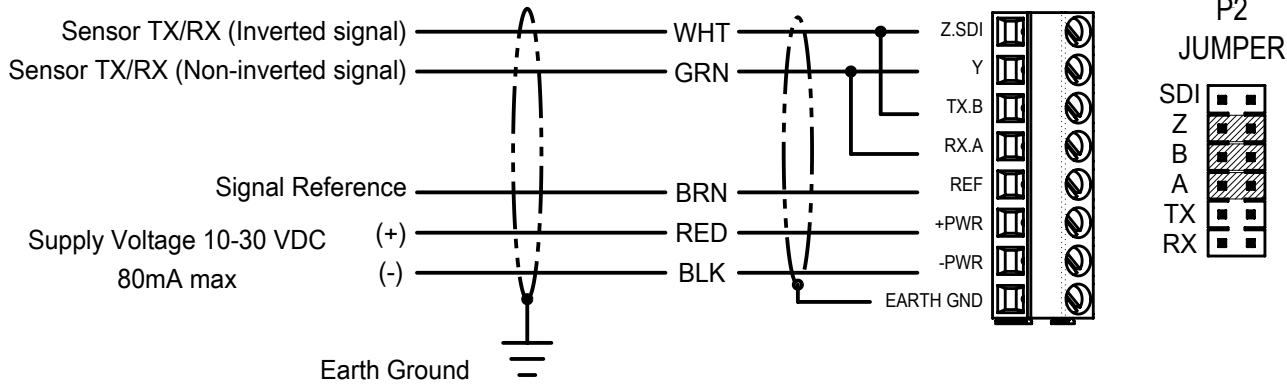 Sensor TX/RX (Inverted signal)
Sensor TX/RX (Non-inverted signal)
Signal Reference
Supply Voltage 10-30 VDC
80mA max
(+)
(-)
Earth Ground
WHT
GRN
BRN
RED
BLK
Z.SDI
Y
TX.B
RX.A
REF
+PWR
-PWR
EARTH GND
P2
JUMPER
SDI
Z
B
A
TX
RX